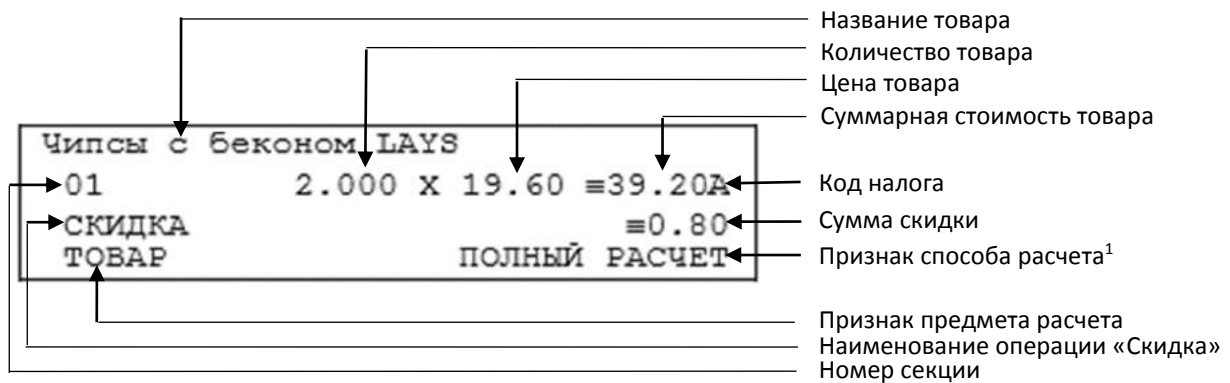 Название товара
Количество товара
Цена товара
Суммарная стоимость товара
Чипсы с беконом LAYS
01 2.000 X 19.60 ≡39.20А
Код налога
СКИДКА ≡0.80
Сумма скидки
ТОВАР ПОЛНЫЙ РАСЧЕТ
Признак способа расчета¹
Признак предмета расчета
Наименование операции «Скидка»
Номер секции